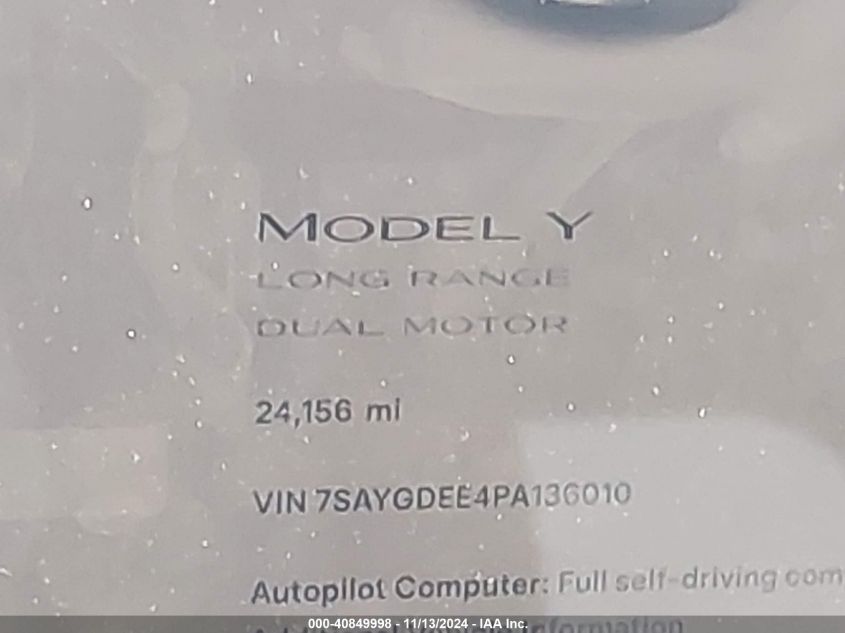 MODEL Y
LONG RANGE
DUAL MOTOR
24,156 mi
VIN 7SAYGDEE4PA136010
Autopilot Computer: Full self-driving com
000-40849998 - 11/13/2024 - IAA Inc.
Information